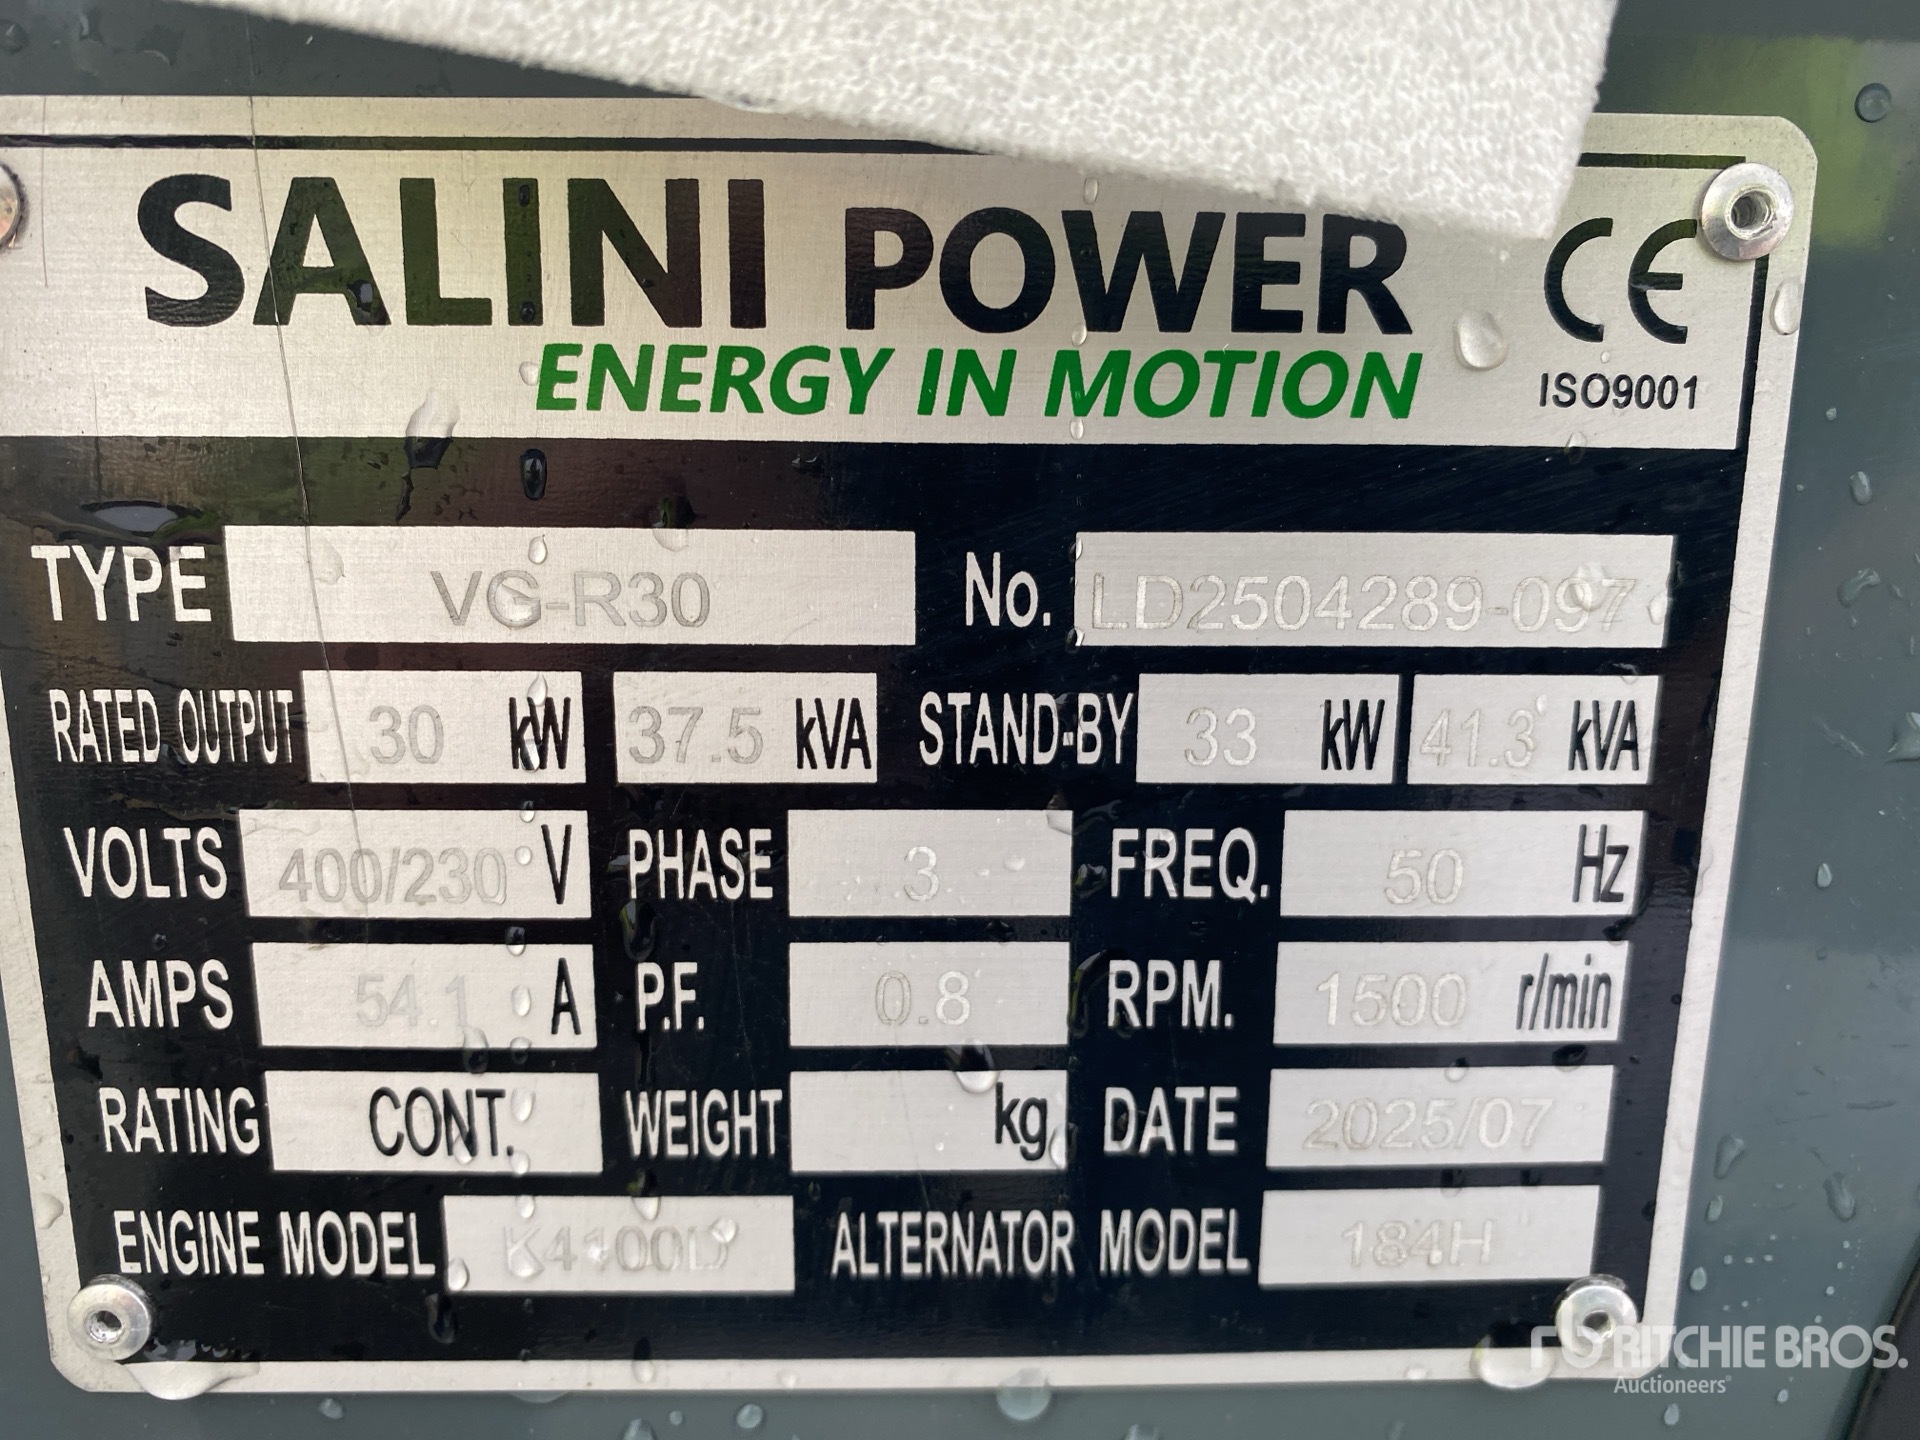 SALINI POWER CE
ENERGY IN MOTION ISO9001
TYPE VG-R30 No. LD2504289-097
RATED OUTPUT 30 kW 37.5 kVA STAND-BY 33 kW 41.3 kVA
VOLTS 400/230 V PHASE 3 FREQ. 50 Hz
AMPS 54.1 A P.F. 0.8 RPM. 1500 r/min
RATING CONT. WEIGHT kg DATE 2025/07
ENGINE MODEL K4100D ALTERNATOR MODEL 184H
RITCHIE BROS.
Auctioneers